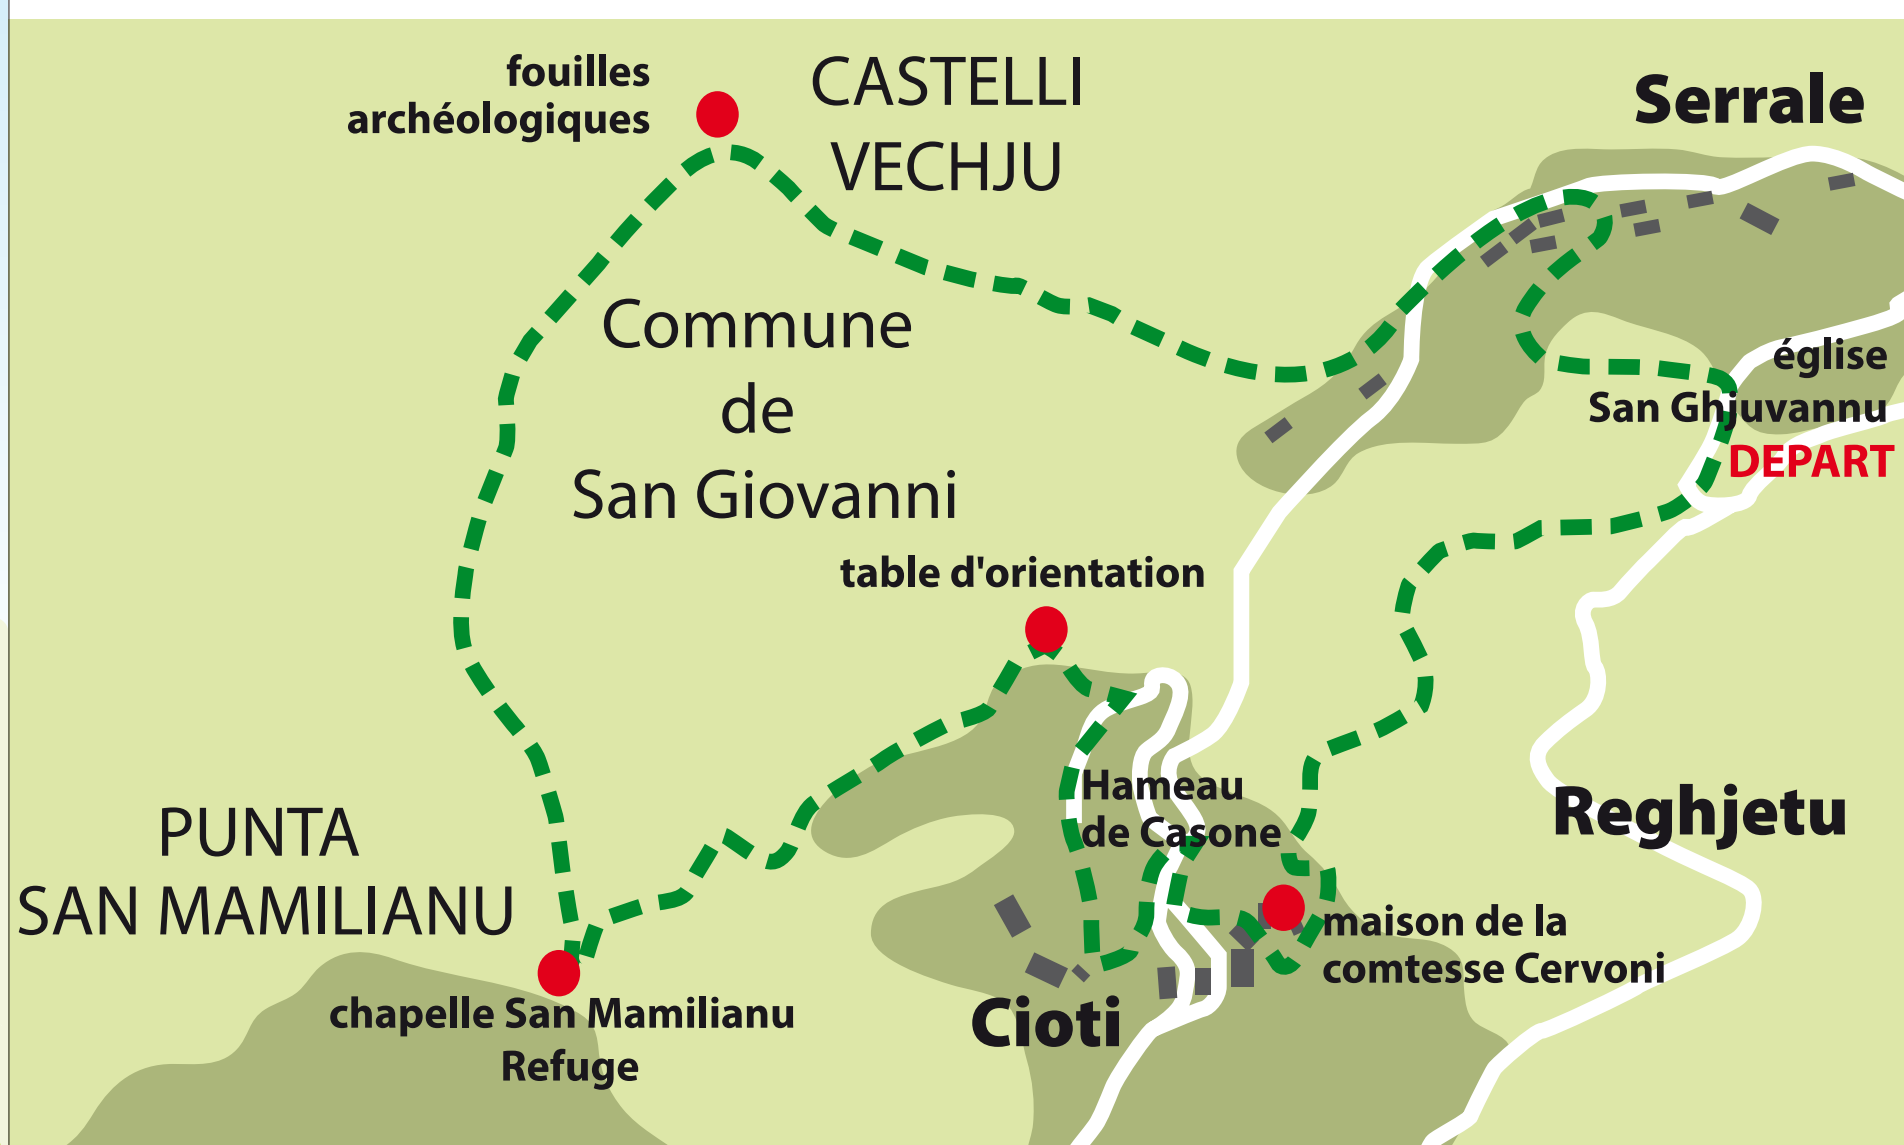 fouilles
archéologiques
CASTELLI
VECHJU
Serrale
Commune
de
San Giovanni
église
San Ghjuvannu
DEPART
table d'orientation
Hameau
de Casone
Reghjetu
PUNTA
SAN MAMILIANU
maison de la
comtesse Cervoni
chapelle San Mamilianu
Refuge
Cioti